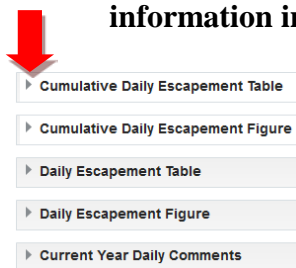 information in
Cumulative Daily Escapement Table
Cumulative Daily Escapement Figure
Daily Escapement Table
Daily Escapement Figure
Current Year Daily Comments